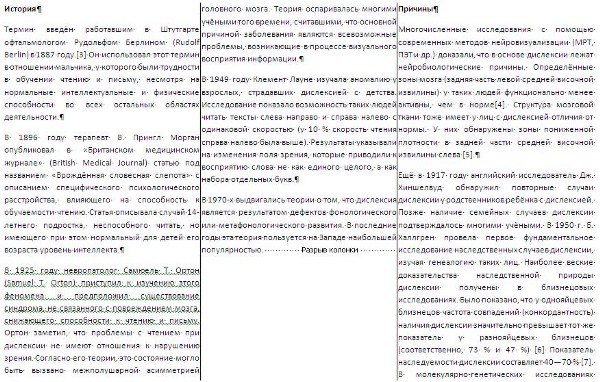 История¶
Термин введён работавшим в Штутгарте
офтальмологом Рудольфом Берлином (Rudolf
Berlin) в 1887 году.[3] Он использовал этот термин
в отношении мальчика, у которого были трудности
в обучении чтению и письму, несмотря на
нормальные интеллектуальные и физические
способности во всех остальных областях
деятельности.¶
В 1896 году терапевт В. Прингл Морган
опубликовал в «Британском медицинском
журнале» (British Medical Journal) статью под
названием «Врождённая словесная слепота» с
описанием специфического психологического
расстройства, влияющего на способность к
обучаемости чтению. Статья описывала случай 14-
летнего подростка, неспособного читать, но
имеющего при этом нормальный для детей его
возраста уровень интеллекта.¶
В 1925 году невропатолог Самюель Т. Ортон
(Samuel T. Orton) приступил к изучению этого
феномена и предположил существование
синдрома, не связанного с повреждением мозга,
снижающего способности к чтению и письму.
Ортон заметил, что проблемы с чтением при
дислексии не имеют отношения к нарушению
зрения. Согласно его теории, это состояние могло
быть вызвано межполушарной асимметрией
головного мозга. Теория оспаривалась многими
учёными того времени, считавшими, что основной
причиной заболевания являются всевозможные
проблемы, возникающие в процессе визуального
восприятия информации.¶
В 1949 году Клемент Лауне изучал аномалию у
взрослых, страдавших дислексией с детства.
Исследование показало возможность таких людей
читать тексты слева направо и справа налево с
одинаковой скоростью (у 10 % скорость чтения
справа налево была выше). Результаты указывали
на изменения поля зрения, которые приводили к
восприятию слова не как единого целого, а как
набора отдельных букв.¶
В 1970-х выдвигались теории о том, что дислексия
является результатом дефектов фонологического
или метафонологического развития. В последние
годы эта теория пользуется на Западе наибольшей
популярностью. Разрыв колонки
Причины¶
Многочисленные исследования с помощью
современных методов нейровизуализации (МРТ,
ПЭТ и др.) доказали, что в основе дислексии лежат
нейробиологические причины. Определённые
зоны мозга (задняя часть левой средней височной
извилины) у таких людей функционально менее
активны, чем в норме[4]. Структура мозговой
ткани тоже имеет у лиц с дислексией отличия от
нормы. У них обнаружены зоны пониженной
плотности в задней части средней височной
извилины слева [5].¶
Ещё в 1917 году английский исследователь Дж.
Хиншелвуд обнаружил повторные случаи
дислексии у родственников ребёнка с дислексией.
Позже наличие семейных случаев дислексии
подтверждалось многими учёными. В 1950 г. Б.
Халлгрен провела первое фундаментальное
исследование наследственных случаев дислексии,
изучая генеалогию таких лиц. Наиболее веские
доказательства наследственной природы
дислексии получены в близнецовых
исследованиях. Было показано, что у однояйцевых
близнецов частота совпадений (конкордантность)
наличия дислексии значительно превышает тот же
показатель у разнояйцевых близнецов
(соответственно, 73 % и 47 %) [6] Показатель
наследуемости дислексии составляет 40—70 % [7].
В молекулярно-генетических исследованиях